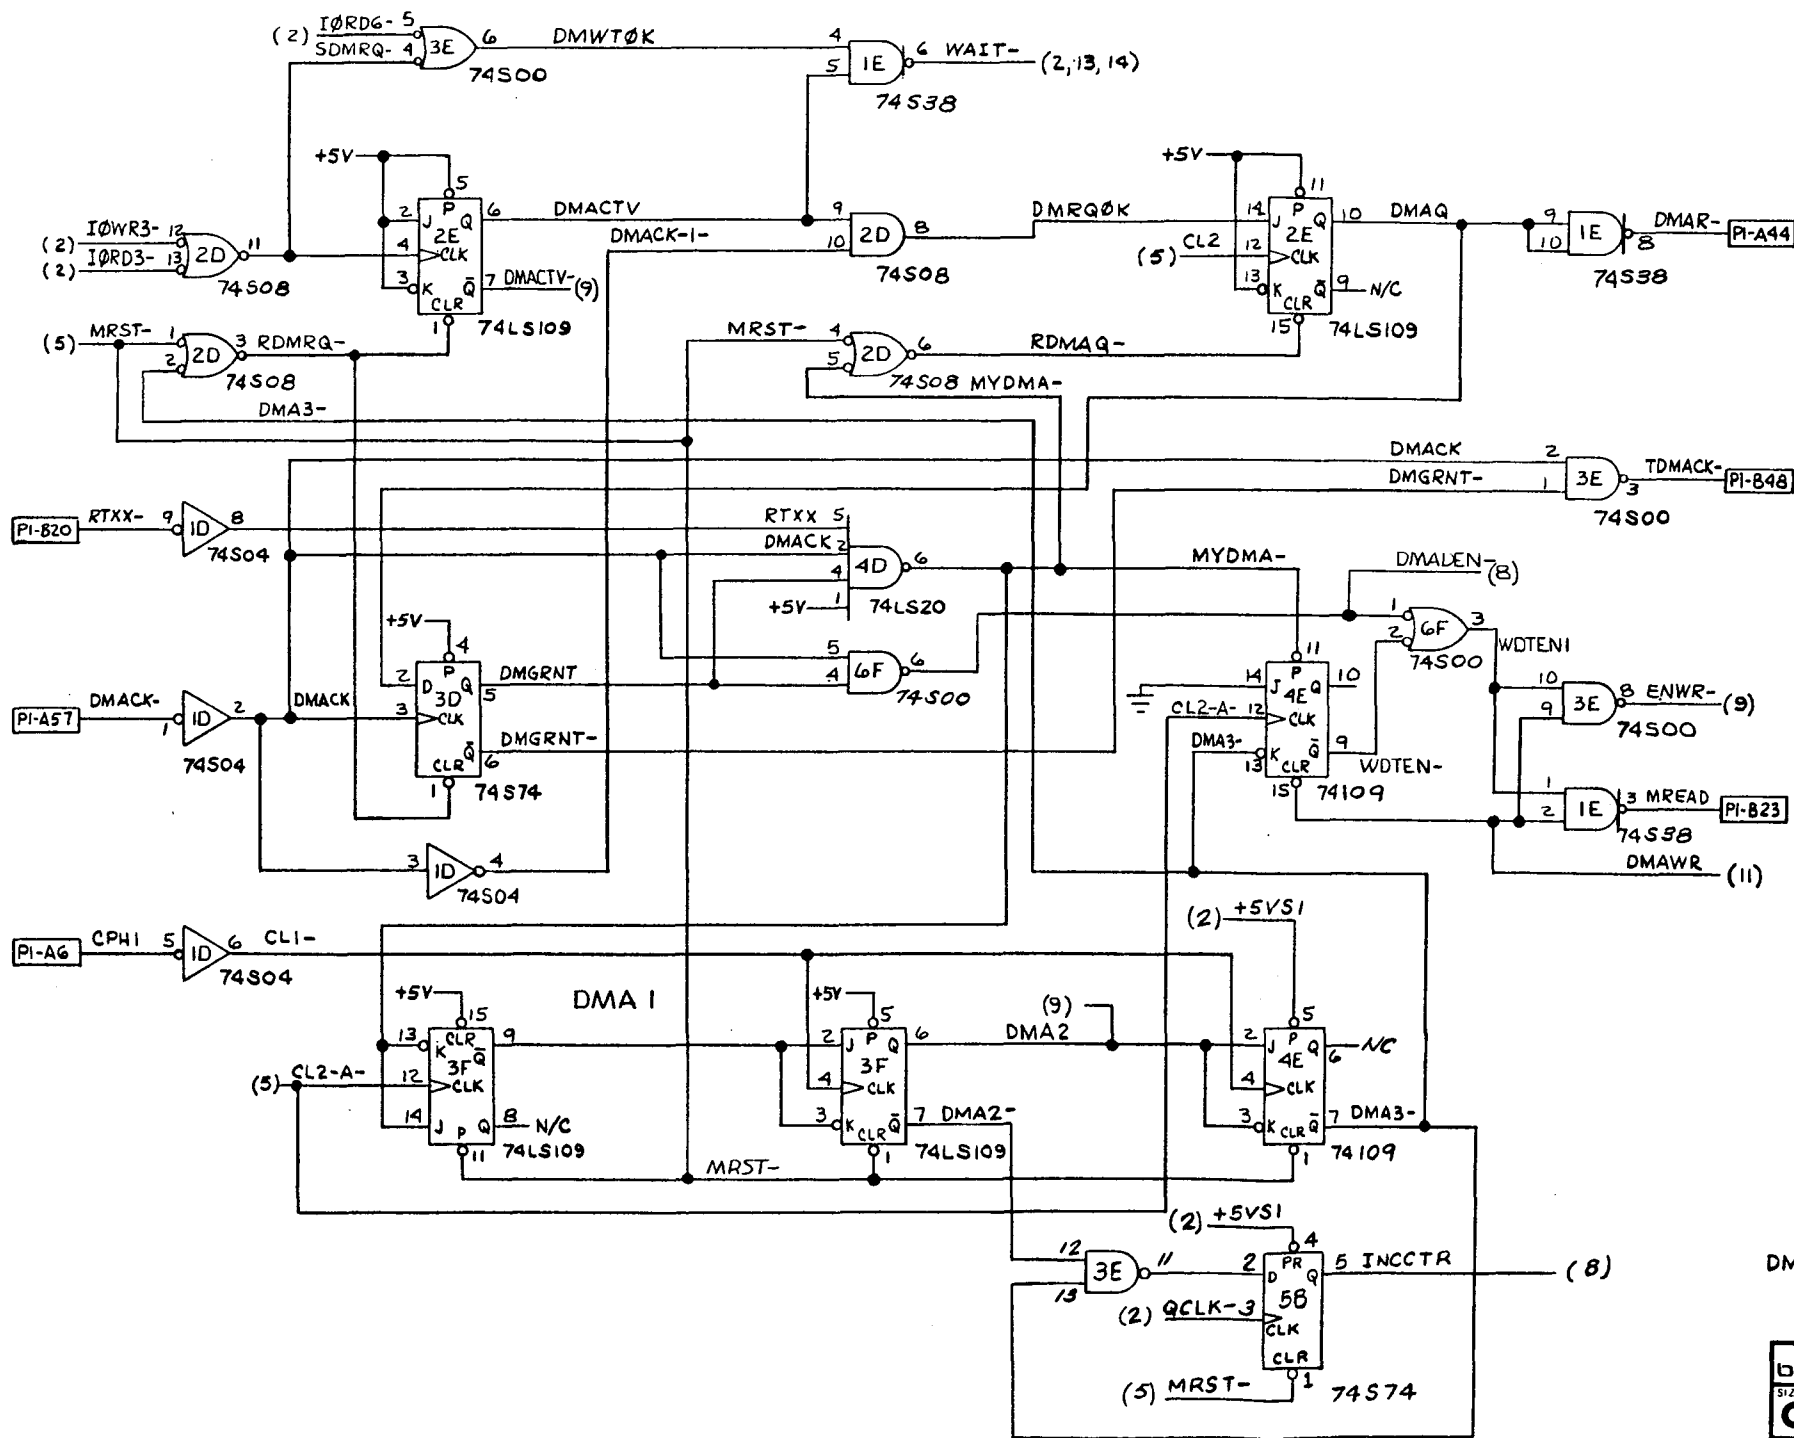 (2) IØRD6- 5
SDMRQ- 4
3E
6
DMWTØK
74S00
4
5
1E
6 WAIT-
(2,13,14)
74S38
+5V
5
P
2 J Q 6
2E
4 CLK
3 K Q̄ 7
CLR
1
74LS109
DMACTV
DMACTV-
(9)
(2) IØWR3- 12
(2) IØRD3- 13
2D
11
74S08
DMACK-1-
9
10
2D
8
74S08
DMRQØK
+5V
11
P
14 J Q 10
2E
(5) CL2 12 CLK
13 K Q̄ 9 N/C
CLR
15
74LS109
DMAQ
9
10
1E
8
DMAR-
P1-A44
74S38
(5) MRST- 1
2
2D
3 RDMRQ-
74S08
DMA3-
MRST- 4
5
2D
6
RDMAQ-
74S08 MYDMA-
DMACK 2
DMGRNT- 1
3E
3
TDMACK-
P1-B48
74S00
P1-B20
RTXX- 9
1D
8
74S04
RTXX 5
DMACK 2
4
+5V 1
4D
6
74LS20
MYDMA-
DMADEN-
(8)
5
4
6F
6
74S00
1
2
6F
3
74S00
WDTEN1
+5V
4
P
2 D Q 5
3D
3 CLK
Q̄
CLR 6
1
74S74
DMGRNT
DMGRNT-
P1-A57
DMACK-
1
1D
2
DMACK
74S04
11
P
14 J Q 10
4E
CL2-A- 12 CLK
DMA3- 13 K Q̄ 9
CLR
15
74109
WDTEN-
10
9
3E
8 ENWR-
(9)
74S00
1
2
1E
3 MREAD
P1-B23
74S38
DMAWR
(11)
3
1D
4
74S04
P1-A6
CPH1 5
1D
6 CL1-
74S04
DMA 1
+5V
15
13 K CLR Q̄ 9
3F
(5) CL2-A- 12 CLK
14 J P Q 8 N/C
11
74LS109
+5V
5
2 J P Q 6
3F
4 CLK
3 K Q̄ 7 DMA2-
CLR
1
74LS109
(9)
DMA2
(2) +5VS1
5
2 J P Q 6 NC
4E
4 CLK
3 K CLR Q̄ 7 DMA3-
1
74109
MRST-
12
13
3E
11
(2) +5VS1
4
2 D PR Q 5 INCCTR
(8)
5B
(2) QCLK-3
CLK
CLR
(5) MRST- 1
74S74
DM
SIZ
C